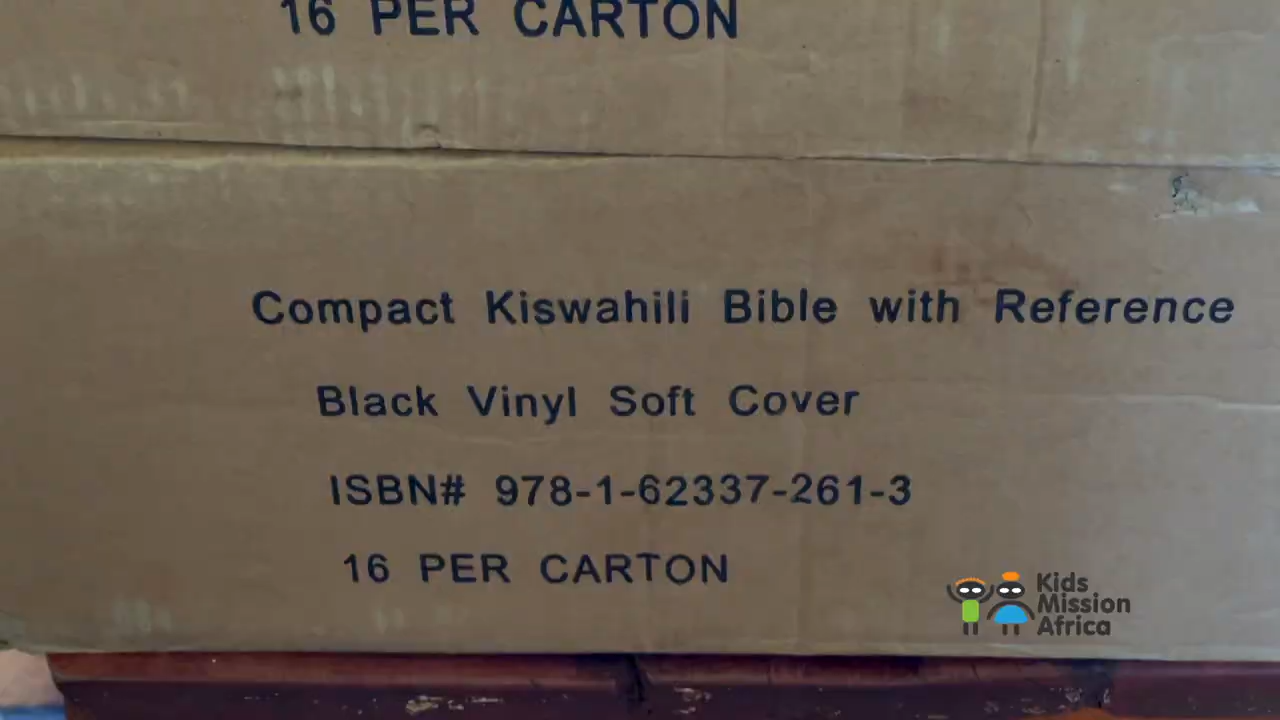 16 PER CARTON
Compact Kiswahili Bible with Reference
Black Vinyl Soft Cover
ISBN# 978-1-62337-261-3
16 PER CARTON
Kids
Mission
Africa